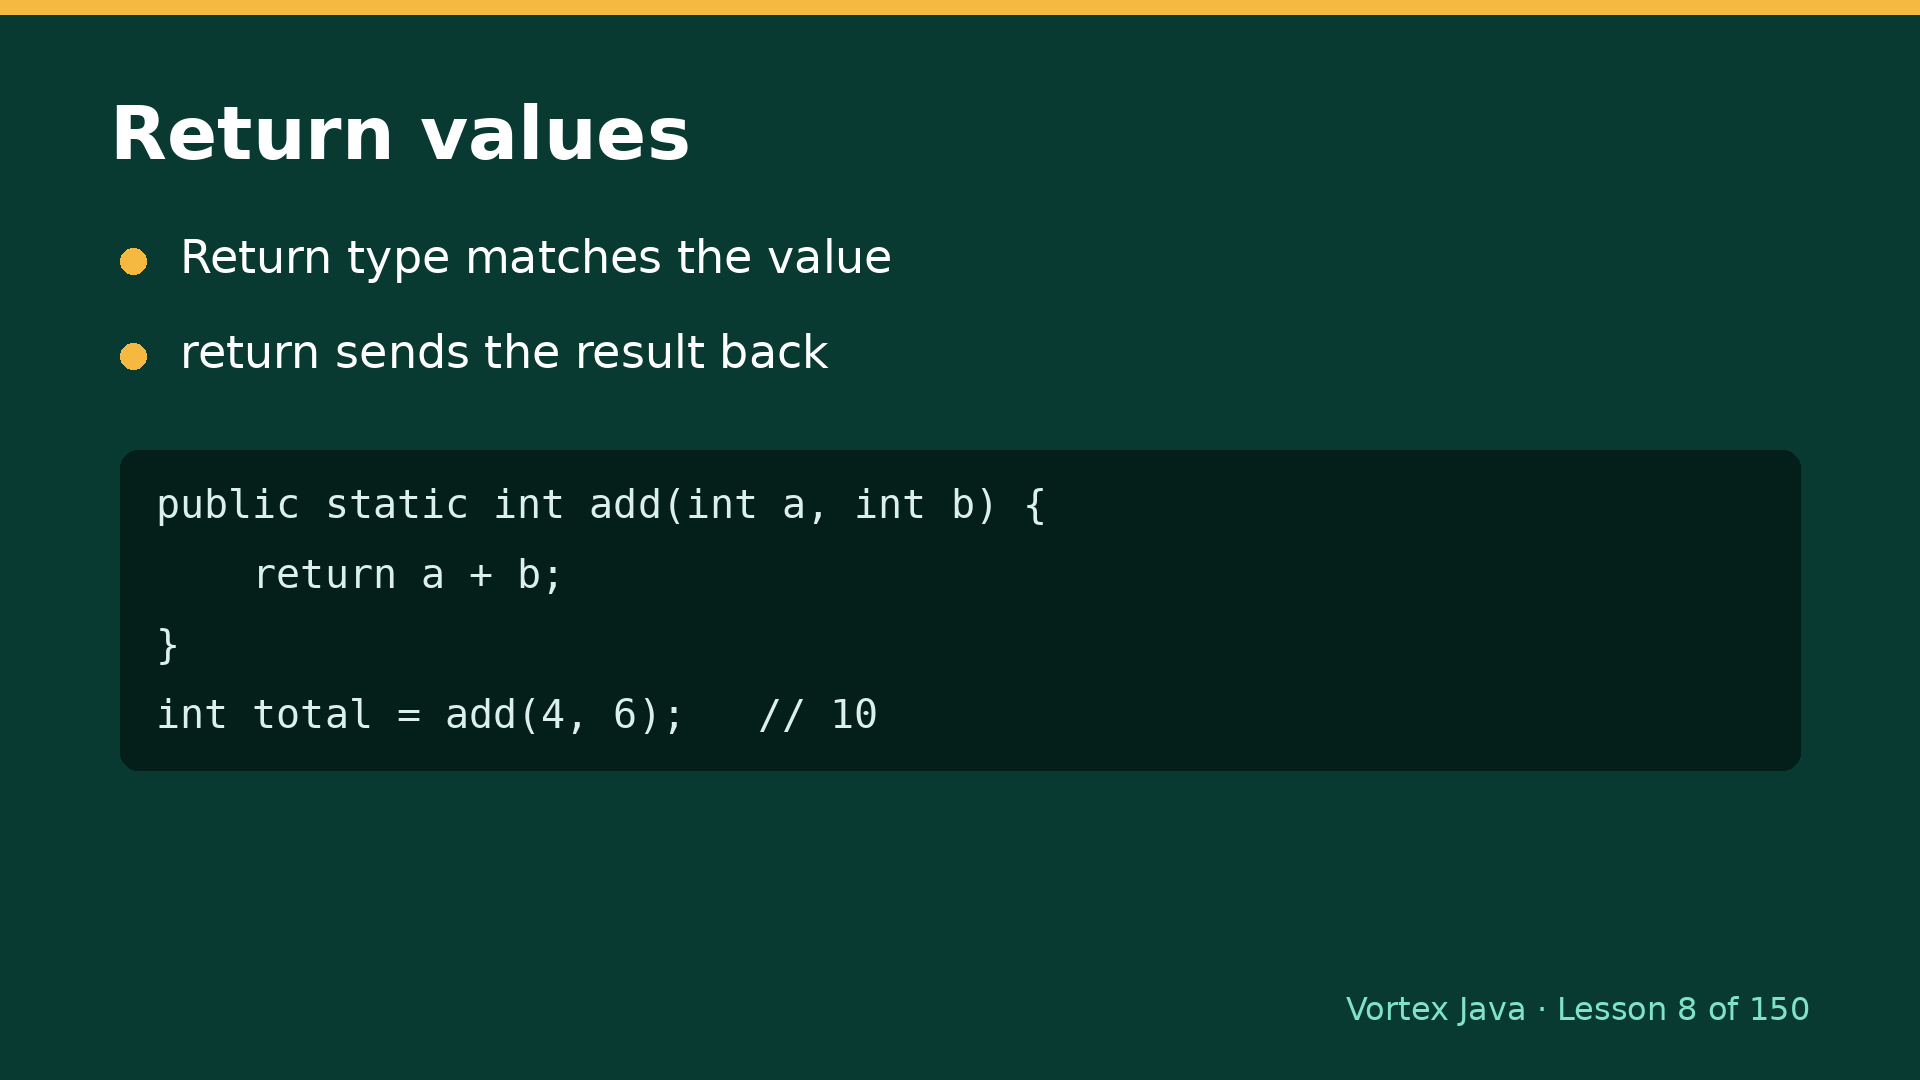 Return values
Return type matches the value
return sends the result back
public static int add(int a, int b) {
    return a + b;
}
int total = add(4, 6);   // 10
Vortex Java · Lesson 8 of 150